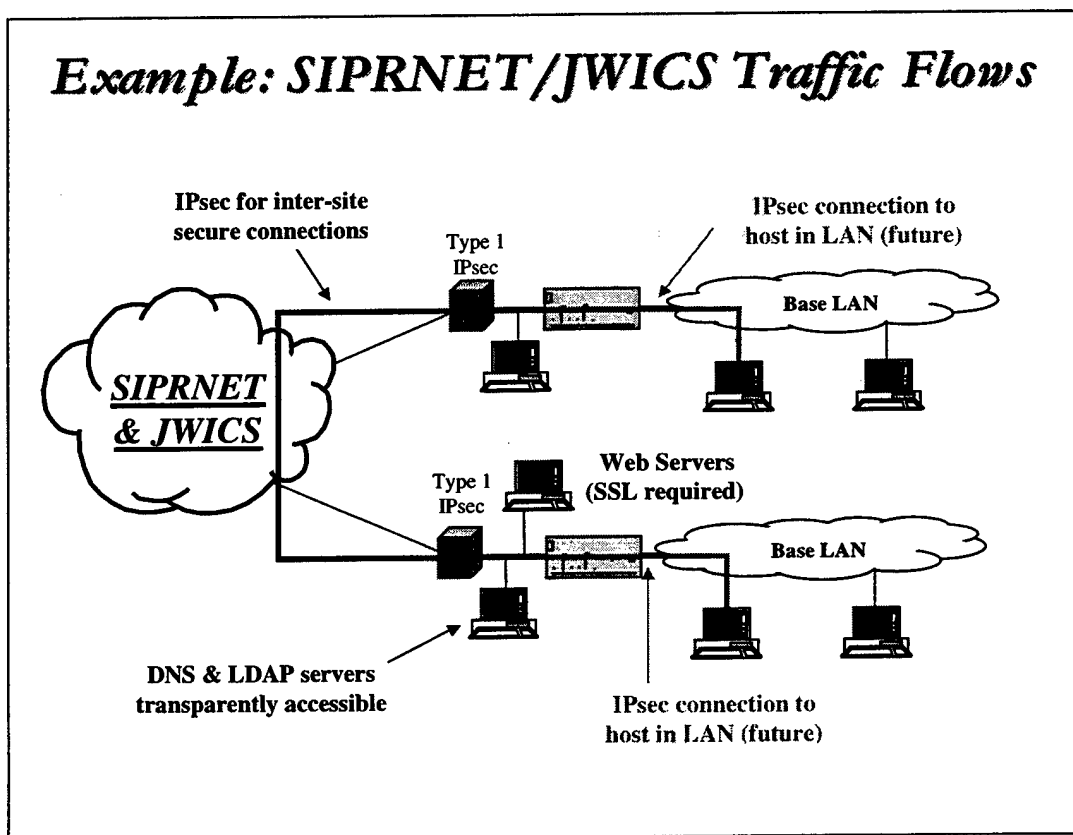 Example: SIPRNET/JWICS Traffic Flows
IPsec for inter-site
secure connections
Type 1
IPsec
IPsec connection to
host in LAN (future)
Base LAN
SIPRNET
& JWICS
Type 1
IPsec
Web Servers
(SSL required)
Base LAN
DNS & LDAP servers
transparently accessible
IPsec connection to
host in LAN (future)